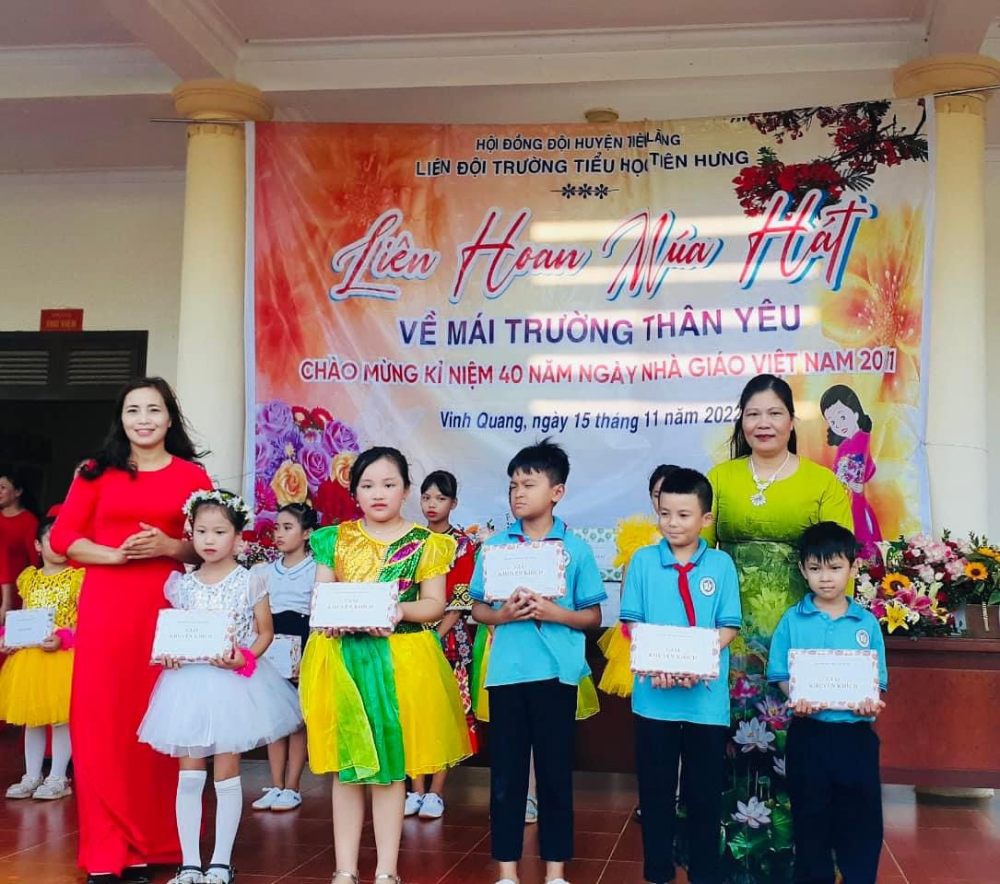 HỘI ĐỒNG ĐỘI HUYỆN TIÊN LÃNG
LIÊN ĐỘI TRƯỜNG TIỂU HỌC TIÊN HƯNG
Liên Hoan Múa Hát
VỀ MÁI TRƯỜNG THÂN YÊU
CHÀO MỪNG KỈ NIỆM 40 NĂM NGÀY NHÀ GIÁO VIỆT NAM 20/1
Vinh Quang, ngày 15 tháng 11 năm 2022
THƯ VIỆN
GIẢI
KHUYẾN KHÍCH
GIẢI
KHUYẾN KHÍCH
GIẢI
KHUYẾN KHÍCH
GIẢI
KHUYẾN KHÍCH
GIẢI
KHUYẾN KHÍCH